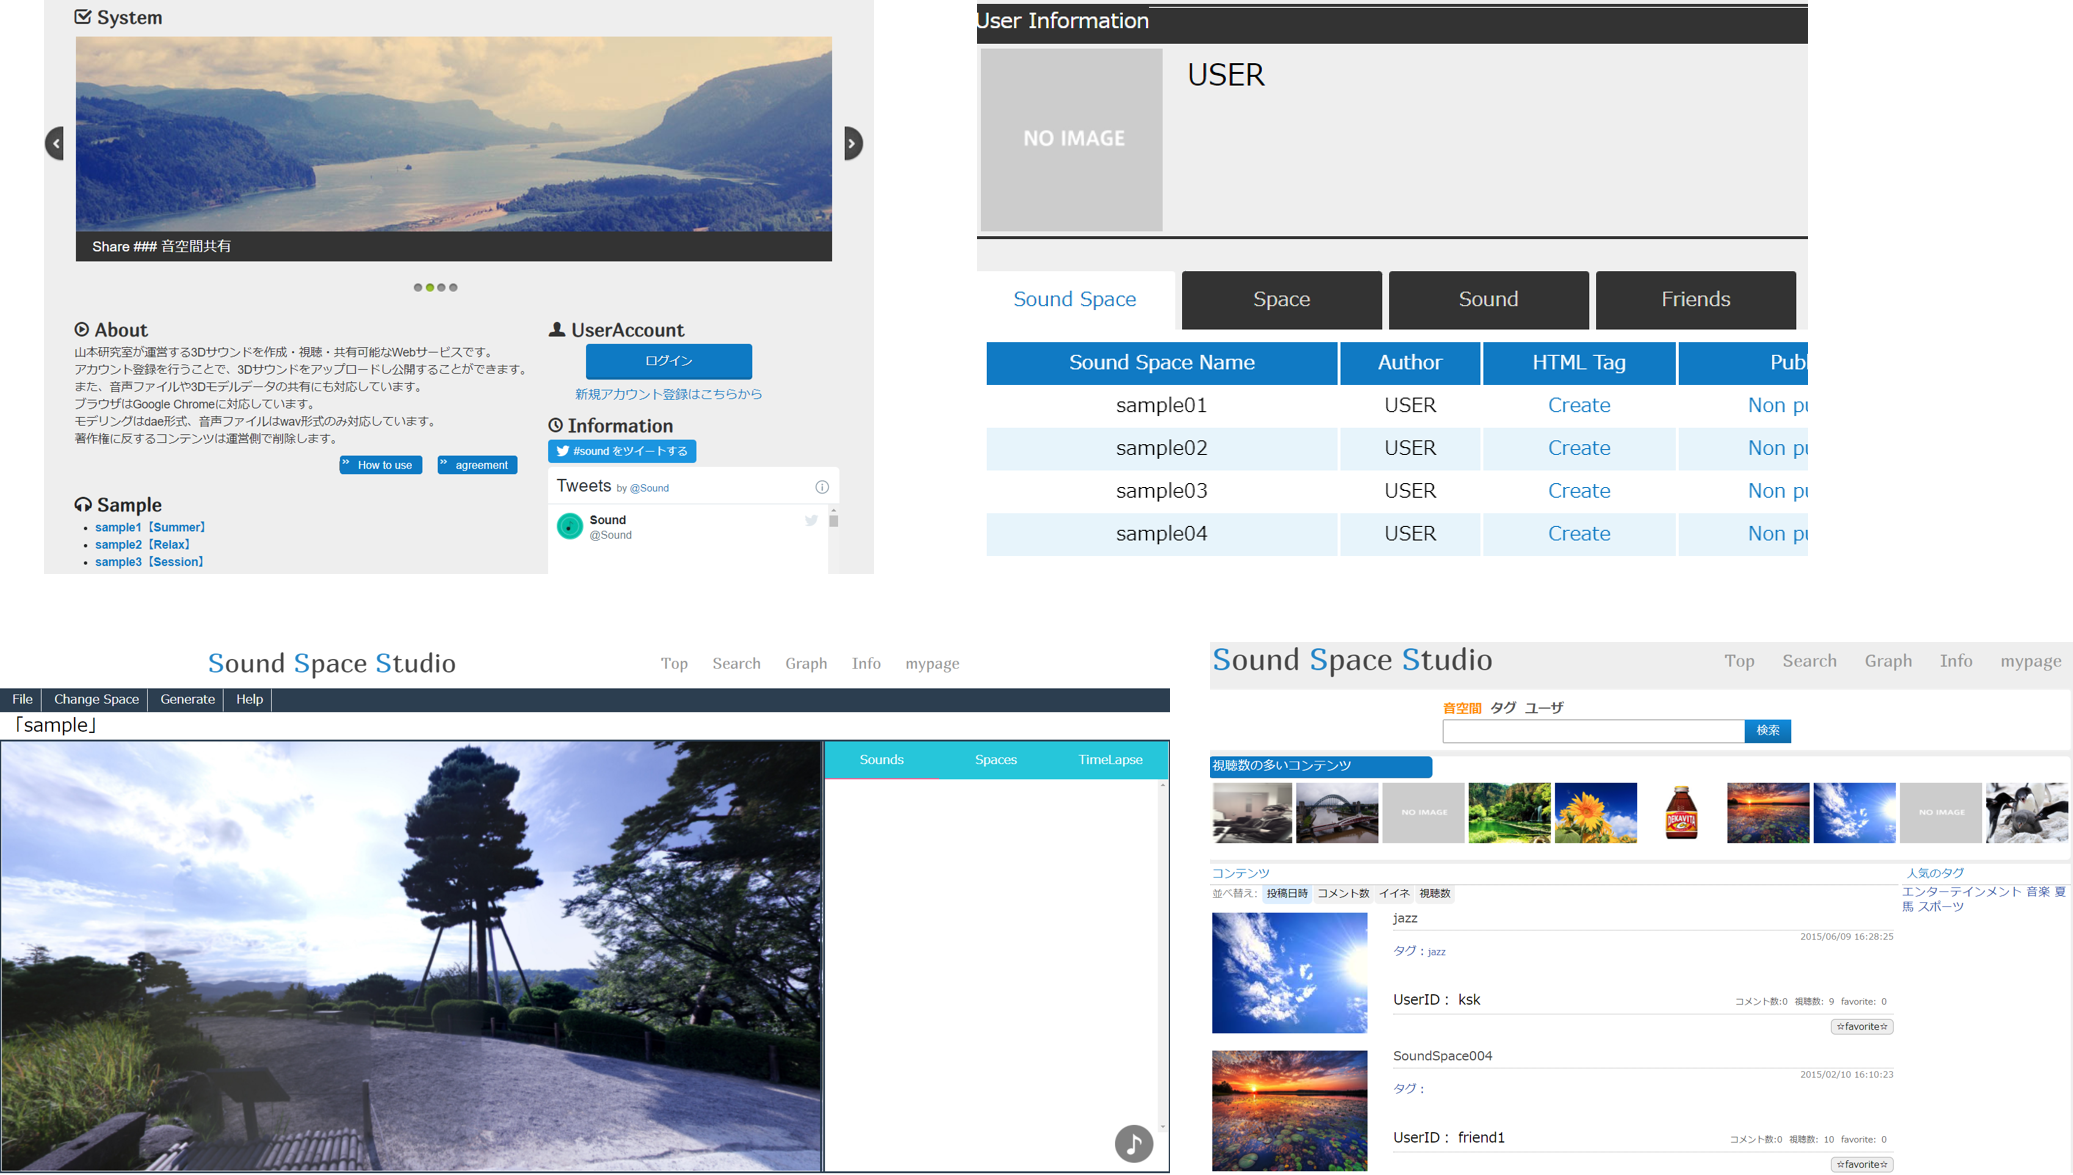 System
Share ### 音空間共有
About
山本研究室が運営する3Dサウンドを作成・視聴・共有可能なWebサービスです。
アカウント登録を行うことで、3Dサウンドをアップロードし公開することができます。
また、音声ファイルや3Dモデルデータの共有にも対応しています。
ブラウザはGoogle Chromeに対応しています。
モデリングはdae形式、音声ファイルはwav形式のみ対応しています。
著作権に反するコンテンツは運営側で削除します。
How to use
agreement
Sample
sample1【Summer】
sample2【Relax】
sample3【Session】
UserAccount
ログイン
新規アカウント登録はこちらから
Information
#sound をツイートする
Tweets by @Sound
Sound
@Sound
User Information
NO IMAGE
USER
Sound Space Space Sound Friends
Sound Space Name Author HTML Tag Publ
sample01 USER Create Non pu
sample02 USER Create Non pu
sample03 USER Create Non pu
sample04 USER Create Non pu
Sound Space Studio
Top Search Graph Info mypage
File Change Space Generate Help
「sample」
Sounds Spaces TimeLapse
Sound Space Studio
Top Search Graph Info mypage
音空間 タグ ユーザ
検索
視聴数の多いコンテンツ
NO IMAGE
DEKAVITA
NO IMAGE
コンテンツ
並べ替え: 投稿日時 コメント数 イイネ 視聴数
jazz
2015/06/09 16:28:25
タグ : jazz
UserID : ksk
コメント数:0 視聴数: 9 favorite: 0
☆favorite☆
SoundSpace004
2015/02/10 16:10:23
タグ :
UserID : friend1
コメント数:0 視聴数: 10 favorite: 0
☆favorite☆
人気のタグ
エンターテインメント 音楽 夏
馬 スポーツ